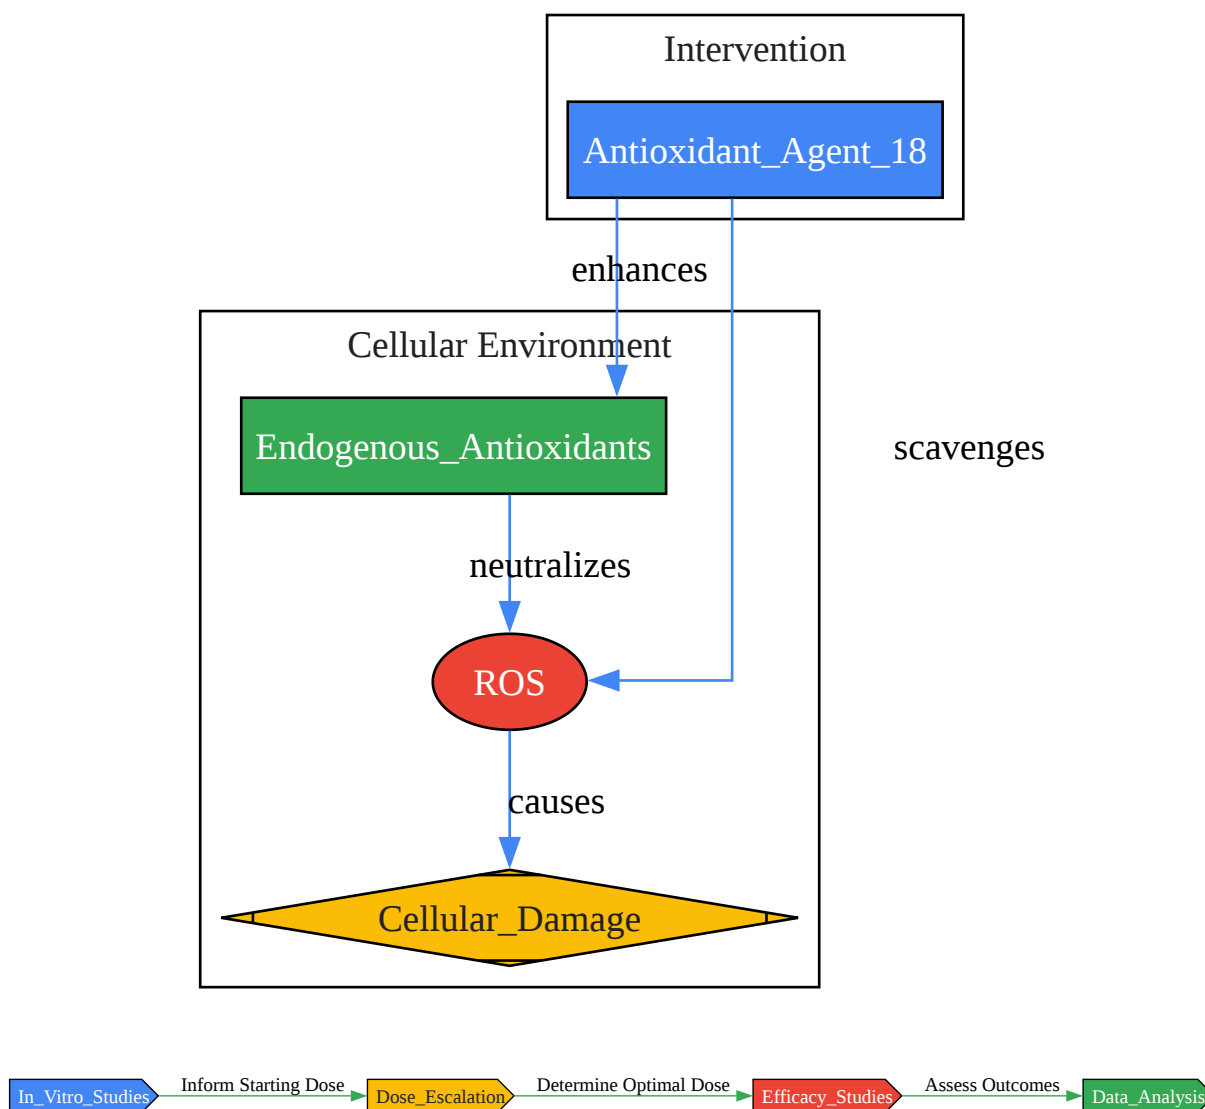 Intervention
Antioxidant_Agent_18
enhances
Cellular Environment
Endogenous_Antioxidants
scavenges
neutralizes
ROS
causes
Cellular_Damage
In_Vitro_Studies
Inform Starting Dose
Dose_Escalation
Determine Optimal Dose
Efficacy_Studies
Assess Outcomes
Data_Analysis